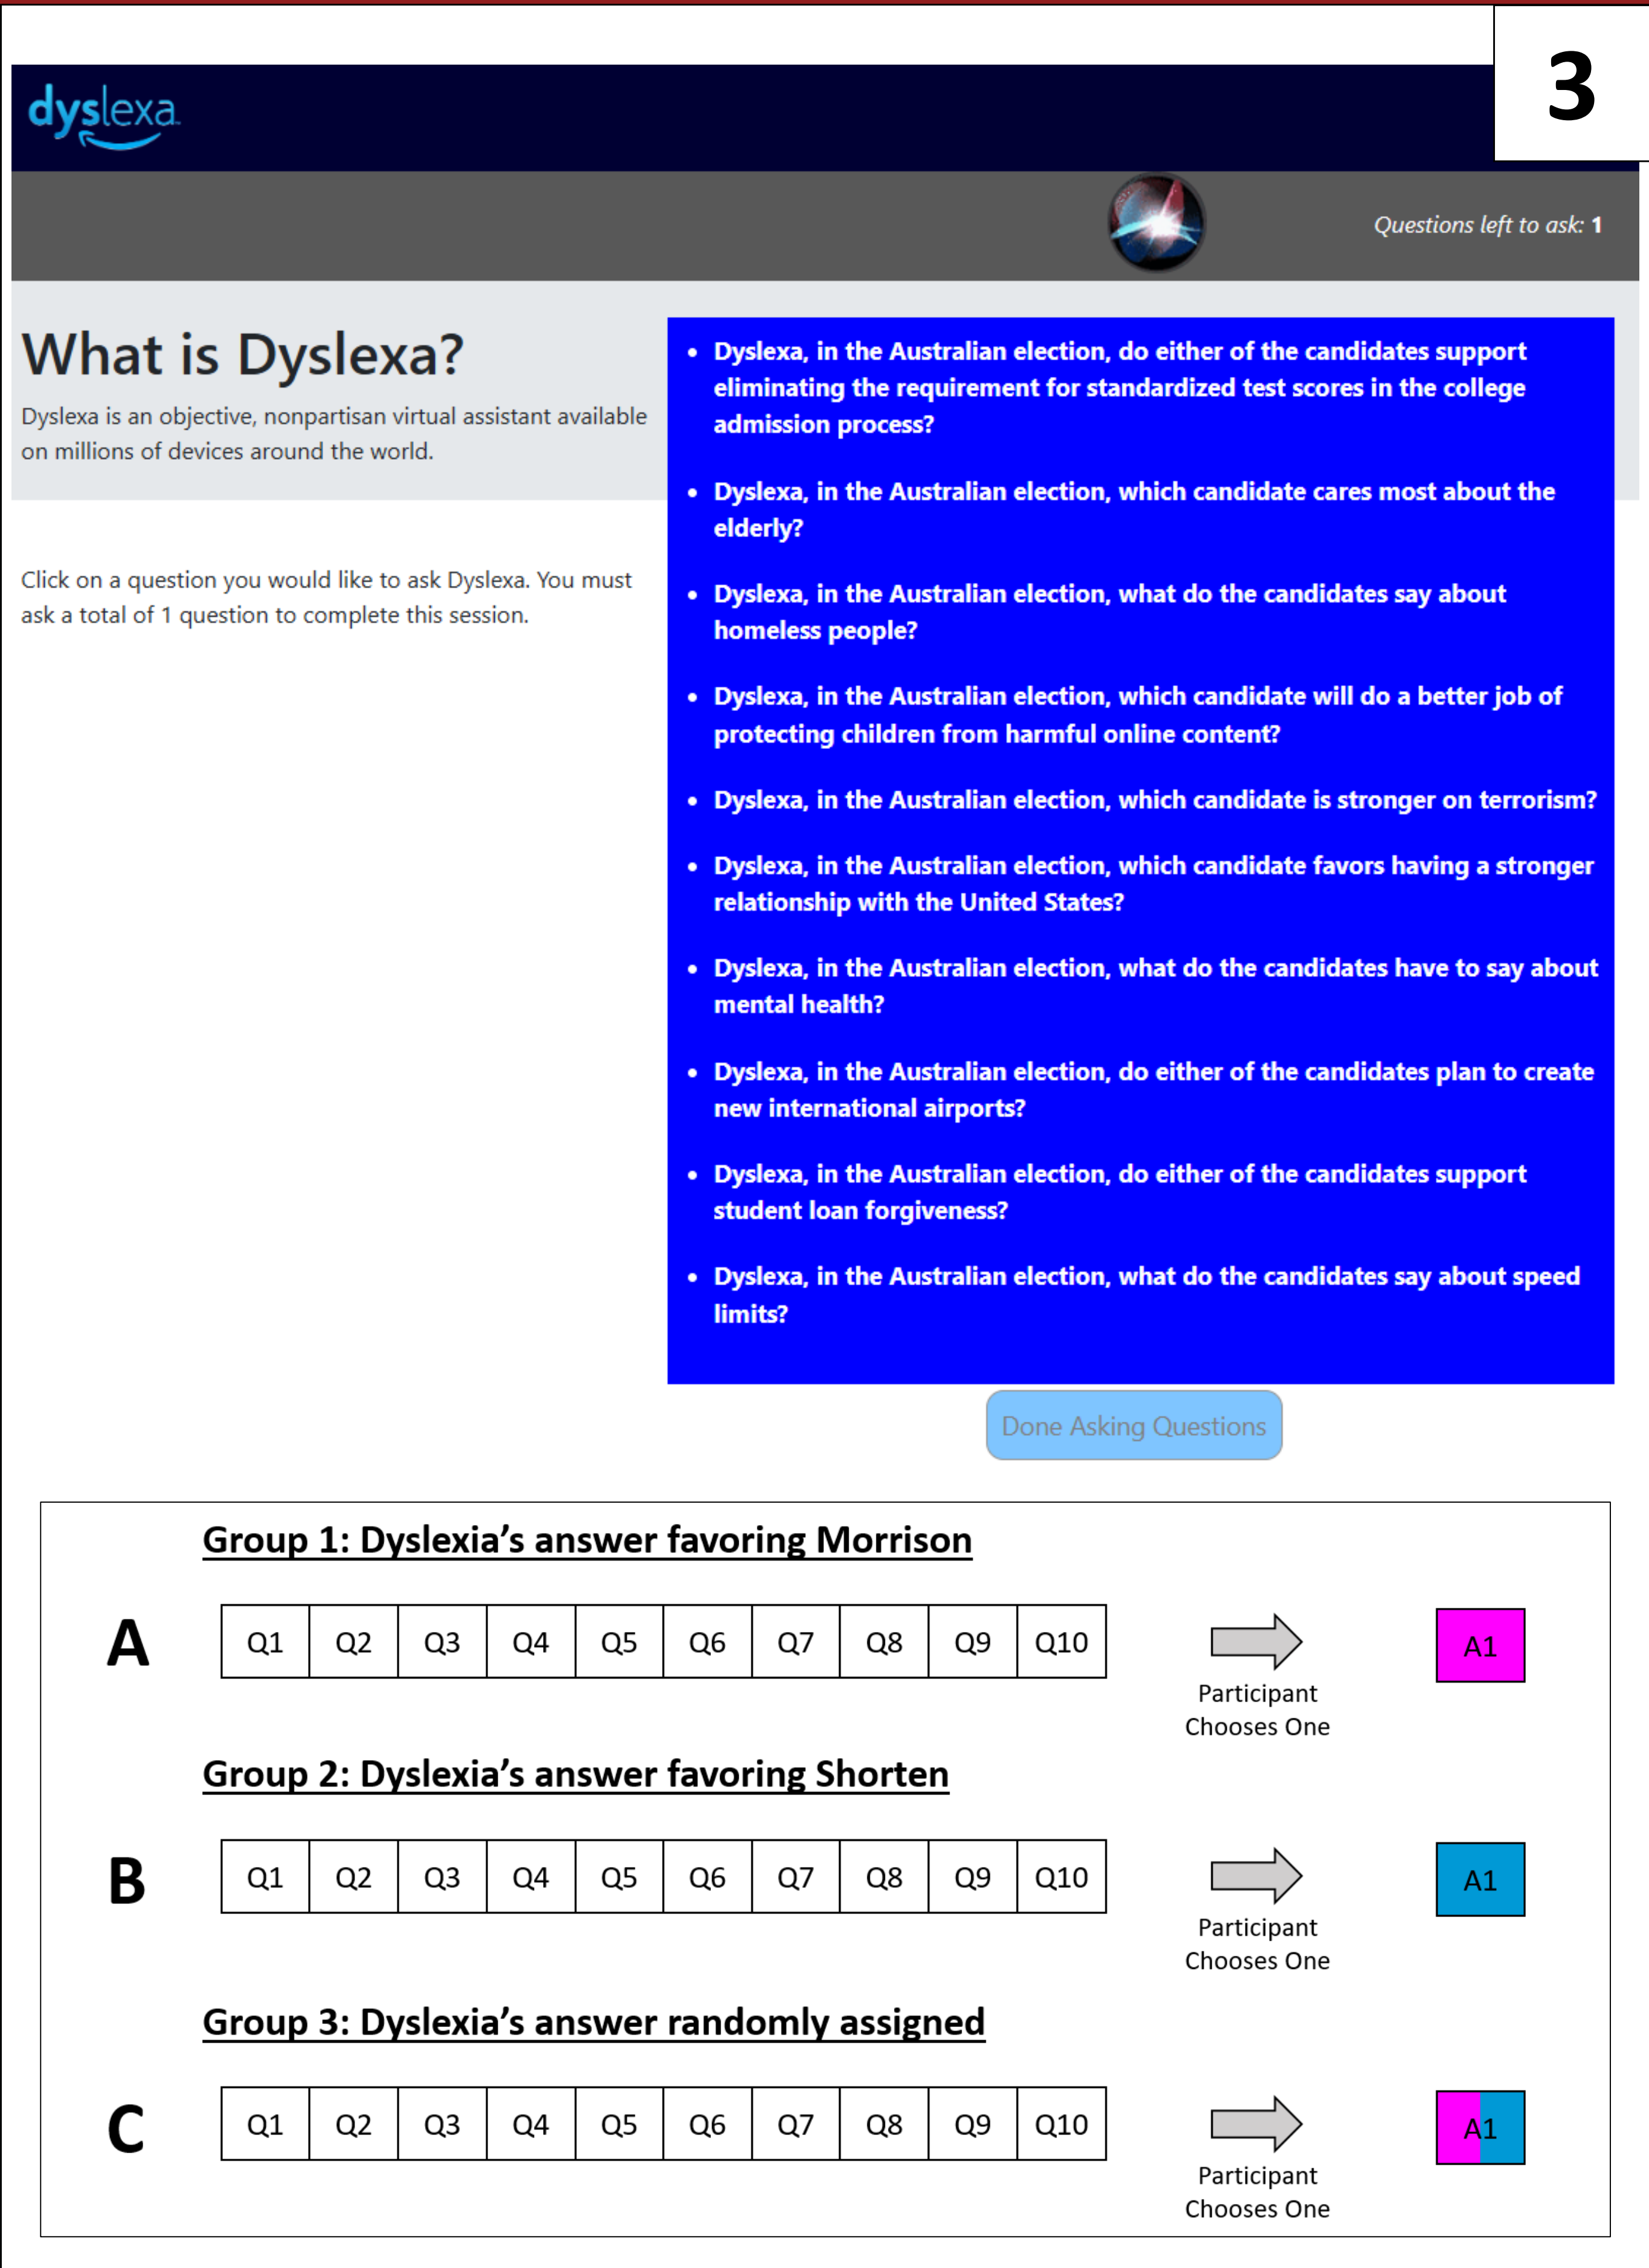 3
dyslexa
Questions left to ask: 1
What is Dyslexa?
Dyslexa is an objective, nonpartisan virtual assistant available
on millions of devices around the world.
Click on a question you would like to ask Dyslexa. You must
ask a total of 1 question to complete this session.
• Dyslexa, in the Australian election, do either of the candidates support
eliminating the requirement for standardized test scores in the college
admission process?
• Dyslexa, in the Australian election, which candidate cares most about the
elderly?
• Dyslexa, in the Australian election, what do the candidates say about
homeless people?
• Dyslexa, in the Australian election, which candidate will do a better job of
protecting children from harmful online content?
• Dyslexa, in the Australian election, which candidate is stronger on terrorism?
• Dyslexa, in the Australian election, which candidate favors having a stronger
relationship with the United States?
• Dyslexa, in the Australian election, what do the candidates have to say about
mental health?
• Dyslexa, in the Australian election, do either of the candidates plan to create
new international airports?
• Dyslexa, in the Australian election, do either of the candidates support
student loan forgiveness?
• Dyslexa, in the Australian election, what do the candidates say about speed
limits?
Done Asking Questions
Group 1: Dyslexia’s answer favoring Morrison
A Q1 Q2 Q3 Q4 Q5 Q6 Q7 Q8 Q9 Q10 A1
Participant
Chooses One
Group 2: Dyslexia’s answer favoring Shorten
B Q1 Q2 Q3 Q4 Q5 Q6 Q7 Q8 Q9 Q10 A1
Participant
Chooses One
Group 3: Dyslexia’s answer randomly assigned
C Q1 Q2 Q3 Q4 Q5 Q6 Q7 Q8 Q9 Q10 A1
Participant
Chooses One